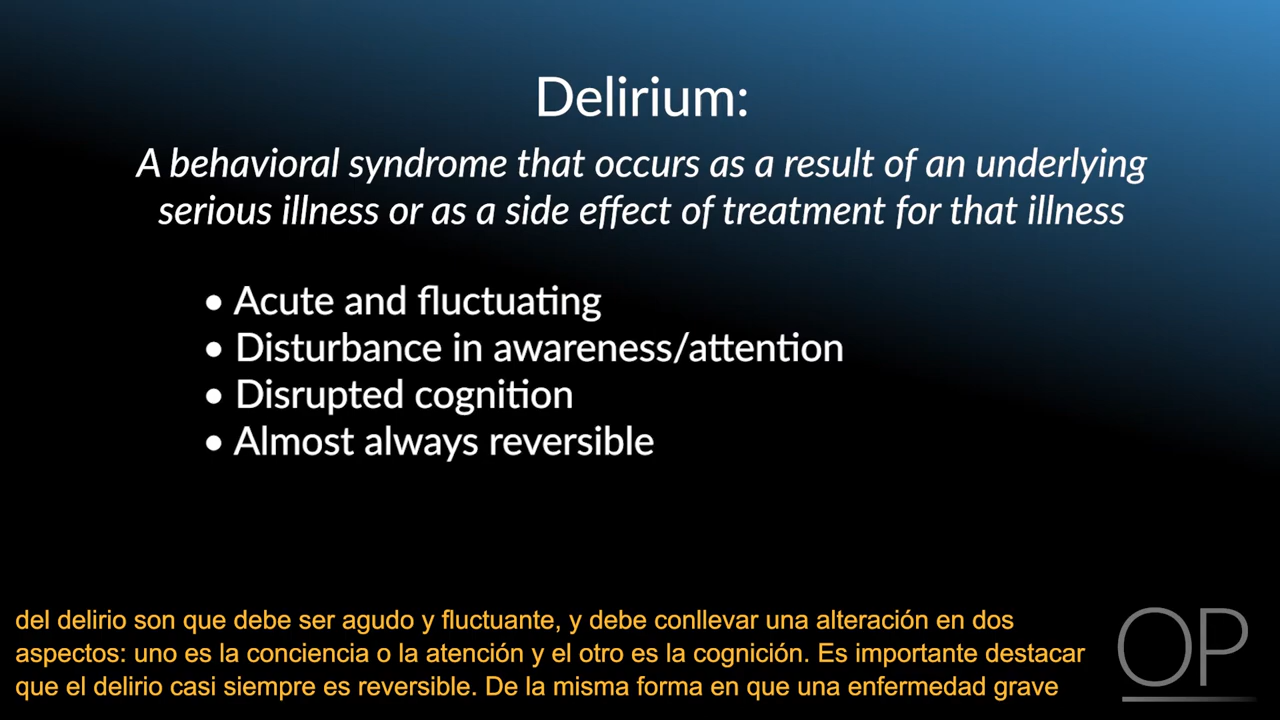 Delirium:
A behavioral syndrome that occurs as a result of an underlying
serious illness or as a side effect of treatment for that illness
• Acute and fluctuating
• Disturbance in awareness/attention
• Disrupted cognition
• Almost always reversible
del delirio son que debe ser agudo y fluctuante, y debe conllevar una alteración en dos
aspectos: uno es la conciencia o la atención y el otro es la cognición. Es importante destacar
que el delirio casi siempre es reversible. De la misma forma en que una enfermedad grave
OP